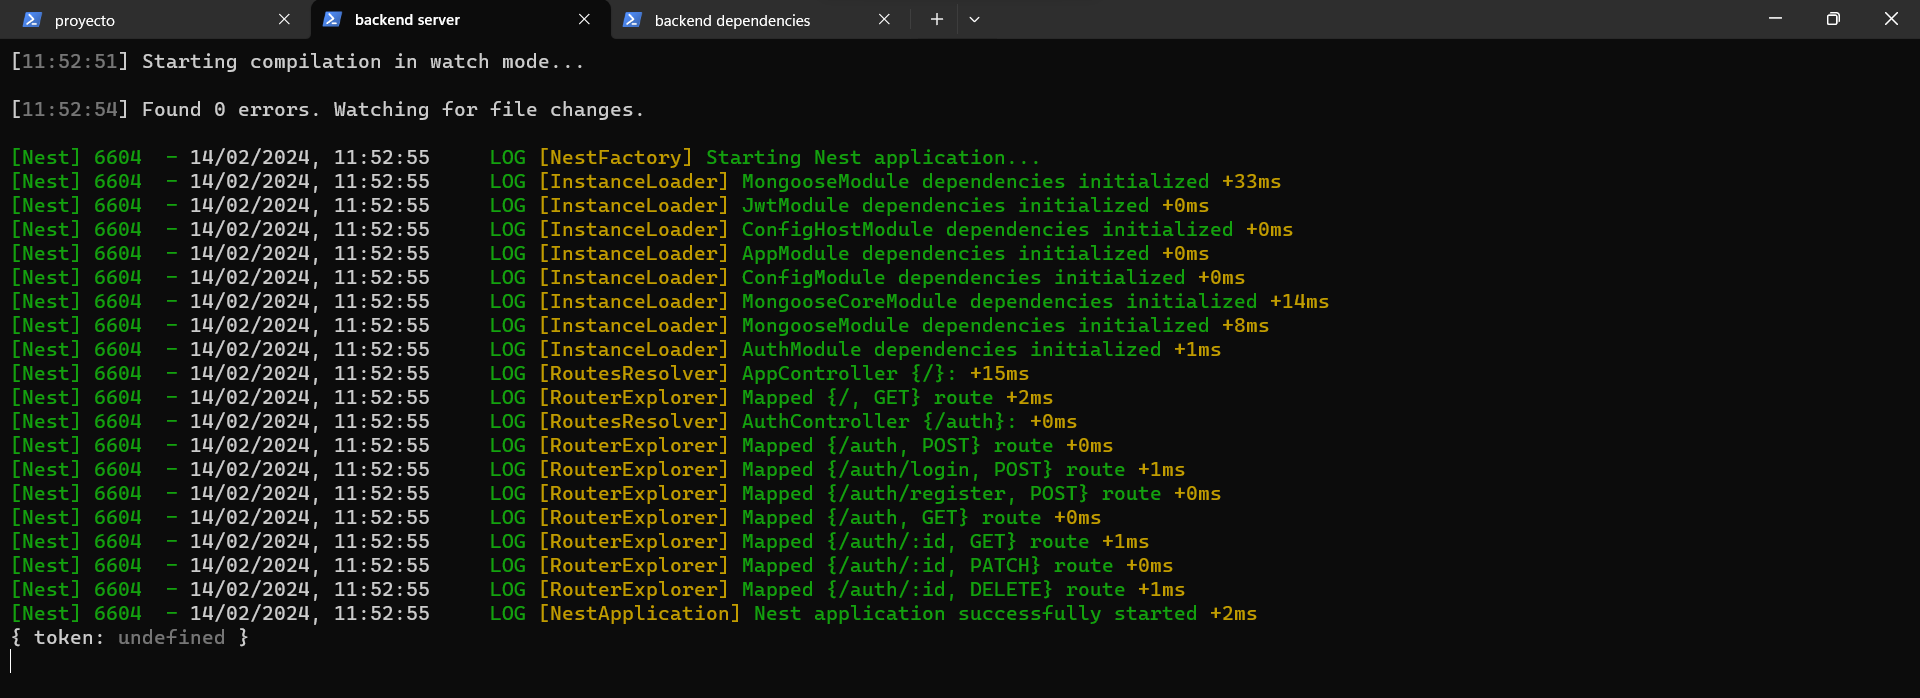 proyecto
backend server
backend dependencies
[11:52:51] Starting compilation in watch mode...
[11:52:54] Found 0 errors. Watching for file changes.
[Nest] 6604  - 14/02/2024, 11:52:55     LOG [NestFactory] Starting Nest application...
[Nest] 6604  - 14/02/2024, 11:52:55     LOG [InstanceLoader] MongooseModule dependencies initialized +33ms
[Nest] 6604  - 14/02/2024, 11:52:55     LOG [InstanceLoader] JwtModule dependencies initialized +0ms
[Nest] 6604  - 14/02/2024, 11:52:55     LOG [InstanceLoader] ConfigHostModule dependencies initialized +0ms
[Nest] 6604  - 14/02/2024, 11:52:55     LOG [InstanceLoader] AppModule dependencies initialized +0ms
[Nest] 6604  - 14/02/2024, 11:52:55     LOG [InstanceLoader] ConfigModule dependencies initialized +0ms
[Nest] 6604  - 14/02/2024, 11:52:55     LOG [InstanceLoader] MongooseCoreModule dependencies initialized +14ms
[Nest] 6604  - 14/02/2024, 11:52:55     LOG [InstanceLoader] MongooseModule dependencies initialized +8ms
[Nest] 6604  - 14/02/2024, 11:52:55     LOG [InstanceLoader] AuthModule dependencies initialized +1ms
[Nest] 6604  - 14/02/2024, 11:52:55     LOG [RoutesResolver] AppController {/}: +15ms
[Nest] 6604  - 14/02/2024, 11:52:55     LOG [RouterExplorer] Mapped {/, GET} route +2ms
[Nest] 6604  - 14/02/2024, 11:52:55     LOG [RoutesResolver] AuthController {/auth}: +0ms
[Nest] 6604  - 14/02/2024, 11:52:55     LOG [RouterExplorer] Mapped {/auth, POST} route +0ms
[Nest] 6604  - 14/02/2024, 11:52:55     LOG [RouterExplorer] Mapped {/auth/login, POST} route +1ms
[Nest] 6604  - 14/02/2024, 11:52:55     LOG [RouterExplorer] Mapped {/auth/register, POST} route +0ms
[Nest] 6604  - 14/02/2024, 11:52:55     LOG [RouterExplorer] Mapped {/auth, GET} route +0ms
[Nest] 6604  - 14/02/2024, 11:52:55     LOG [RouterExplorer] Mapped {/auth/:id, GET} route +1ms
[Nest] 6604  - 14/02/2024, 11:52:55     LOG [RouterExplorer] Mapped {/auth/:id, PATCH} route +0ms
[Nest] 6604  - 14/02/2024, 11:52:55     LOG [RouterExplorer] Mapped {/auth/:id, DELETE} route +1ms
[Nest] 6604  - 14/02/2024, 11:52:55     LOG [NestApplication] Nest application successfully started +2ms
{ token: undefined }